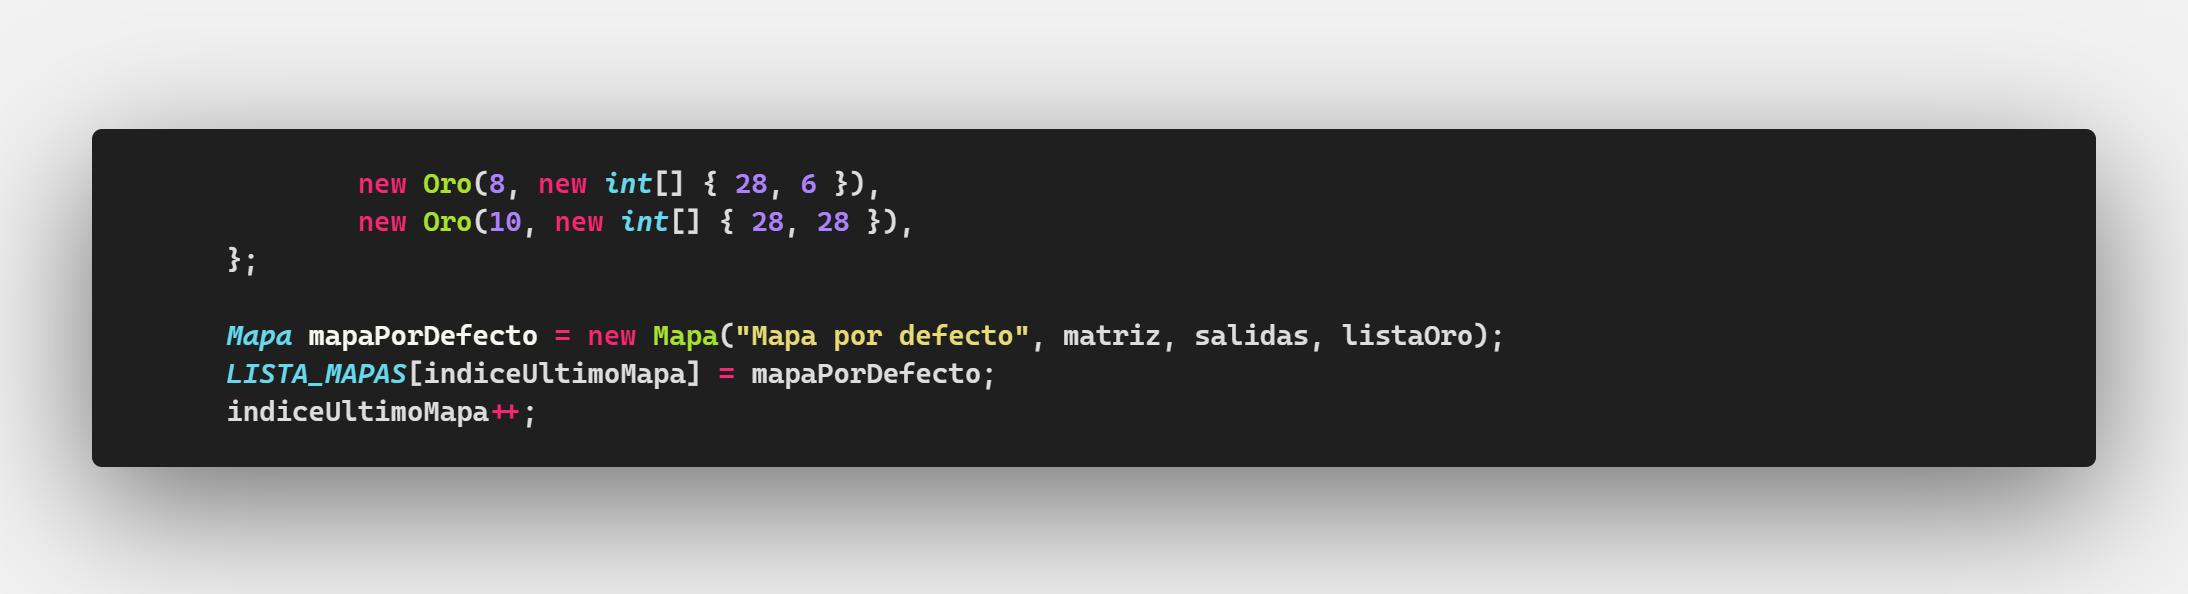 new Oro(8, new int[] { 28, 6 }),
new Oro(10, new int[] { 28, 28 }),
};
Mapa mapaPorDefecto = new Mapa("Mapa por defecto", matriz, salidas, listaOro);
LISTA_MAPAS[indiceUltimoMapa] = mapaPorDefecto;
indiceUltimoMapa++;